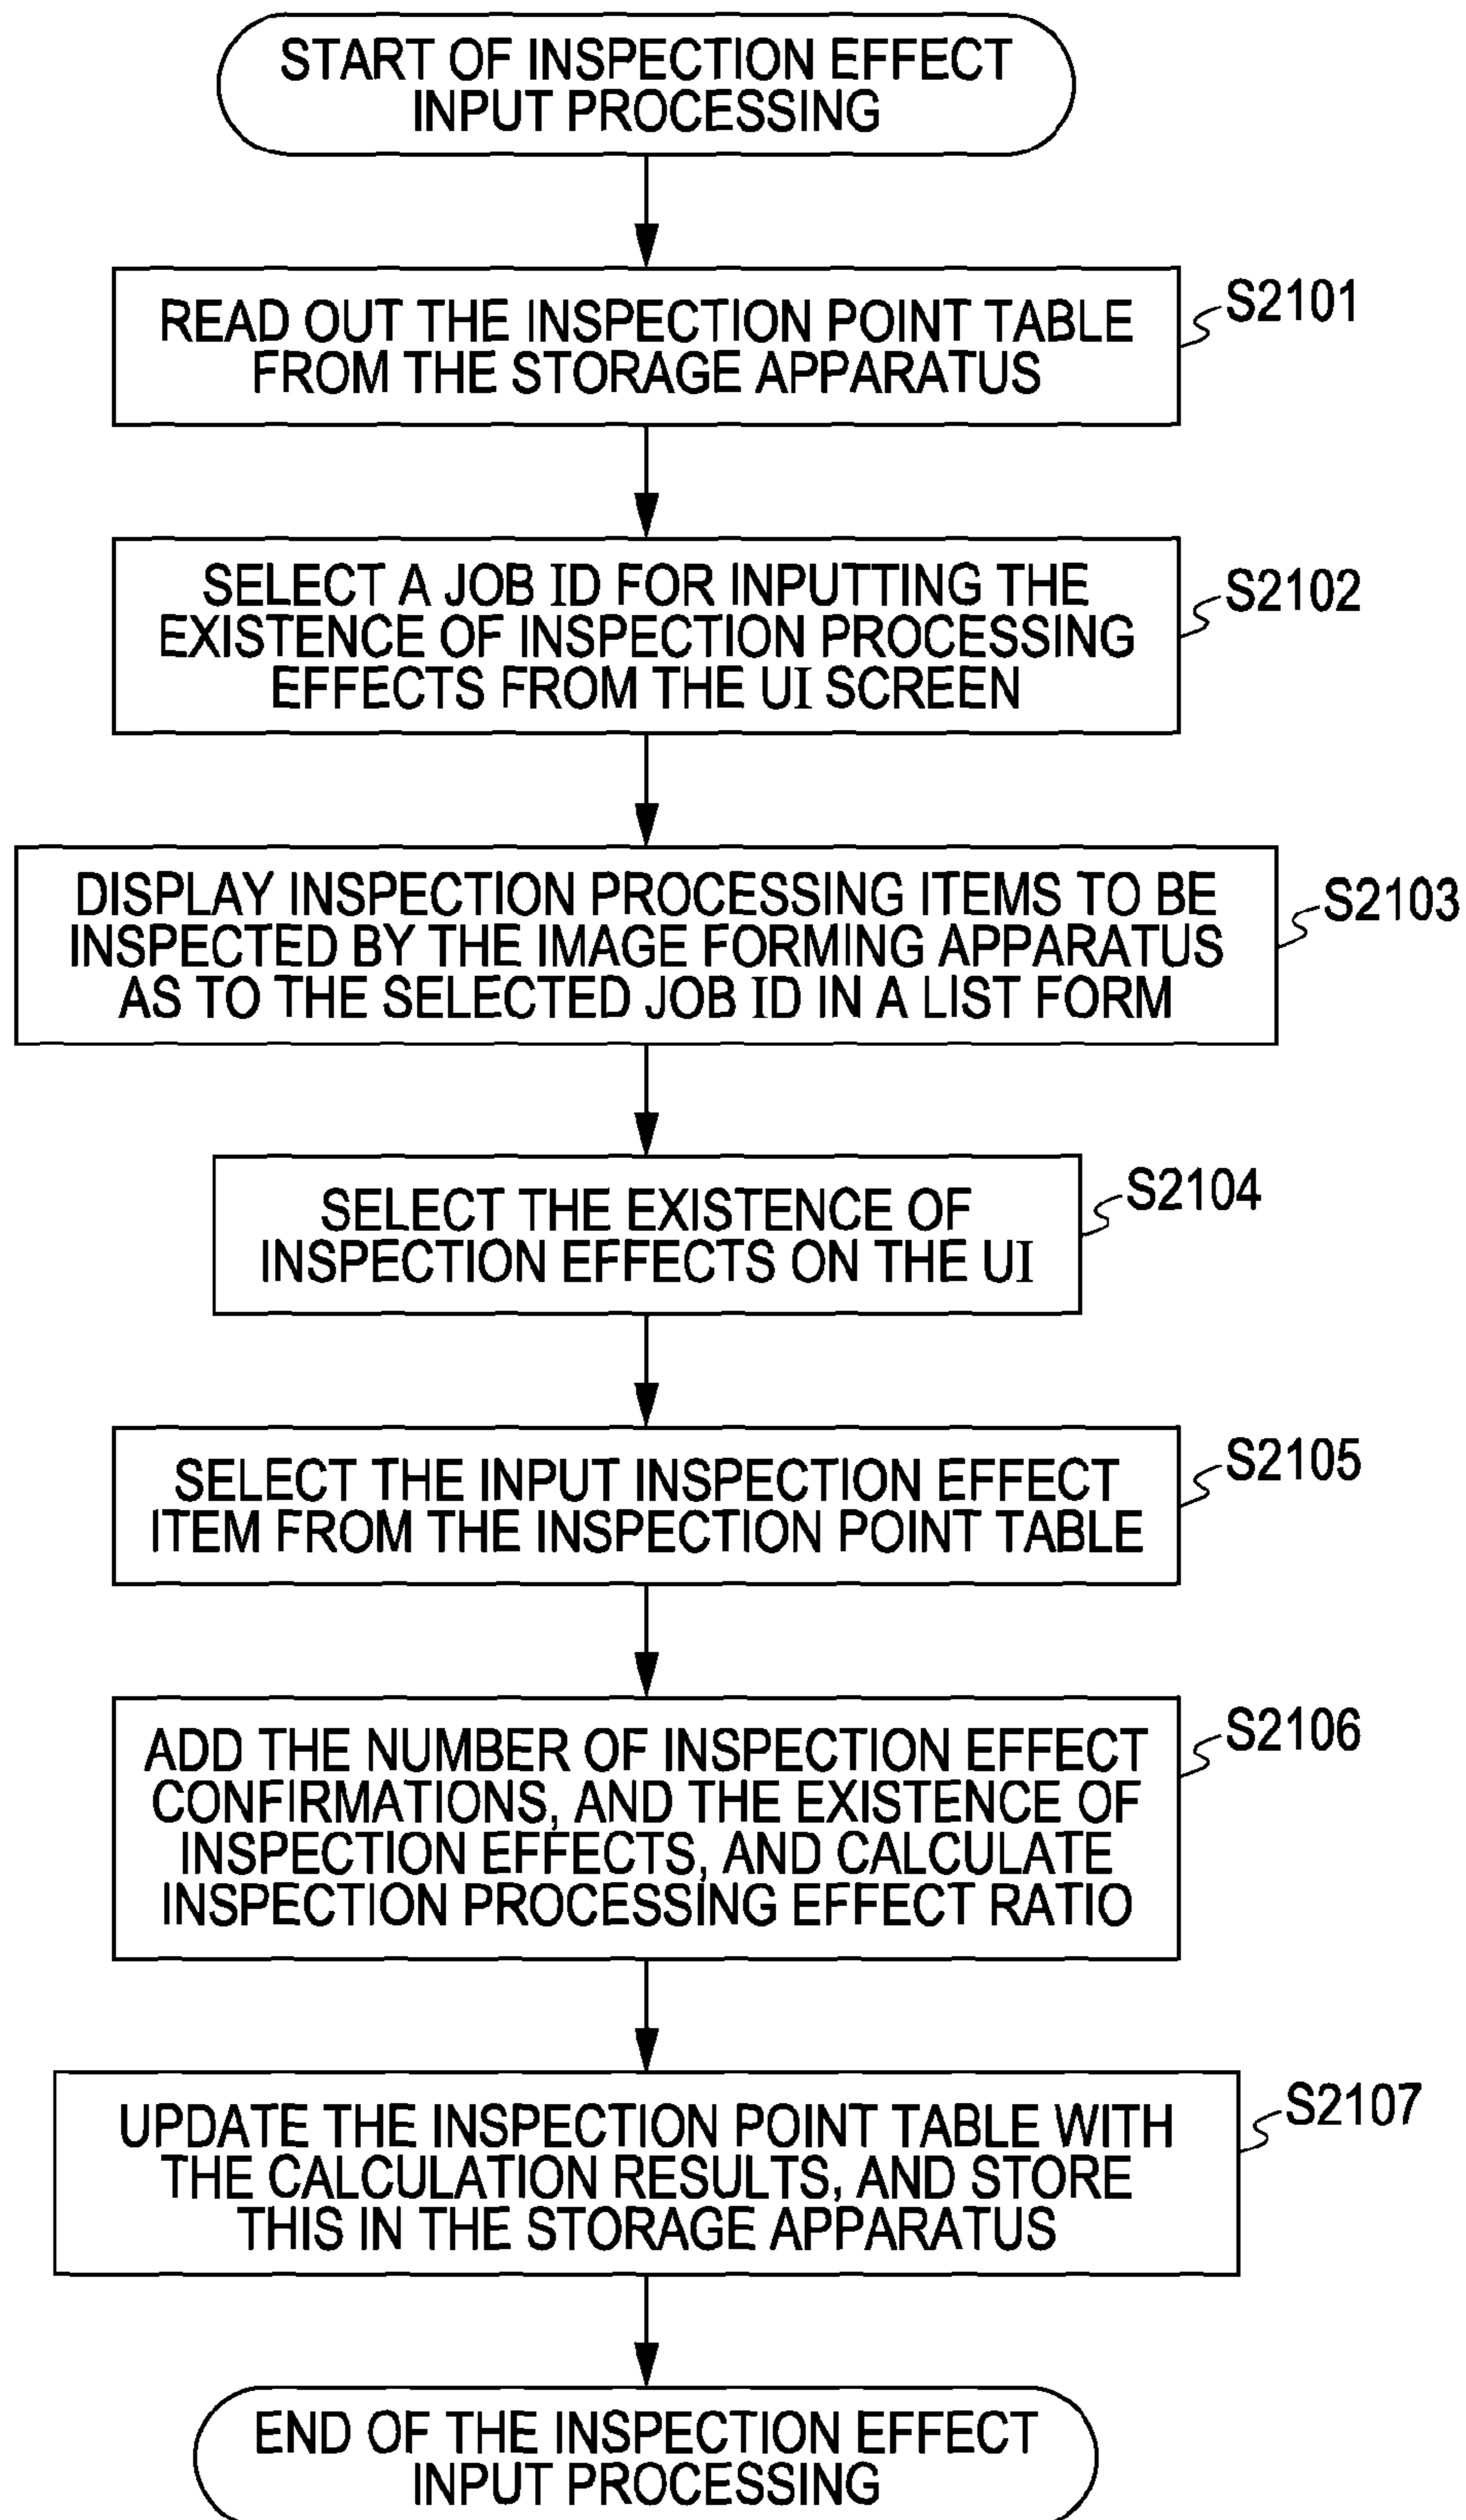 START OF INSPECTION EFFECT
INPUT PROCESSING
READ OUT THE INSPECTION POINT TABLE
FROM THE STORAGE APPARATUS
S2101
SELECT A JOB ID FOR INPUTTING THE
EXISTENCE OF INSPECTION PROCESSING
EFFECTS FROM THE UI SCREEN
S2102
DISPLAY INSPECTION PROCESSING ITEMS TO BE
INSPECTED BY THE IMAGE FORMING APPARATUS
AS TO THE SELECTED JOB ID IN A LIST FORM
S2103
SELECT THE EXISTENCE OF
INSPECTION EFFECTS ON THE UI
S2104
SELECT THE INPUT INSPECTION EFFECT
ITEM FROM THE INSPECTION POINT TABLE
S2105
ADD THE NUMBER OF INSPECTION EFFECT
CONFIRMATIONS, AND THE EXISTENCE OF
INSPECTION EFFECTS, AND CALCULATE
INSPECTION PROCESSING EFFECT RATIO
S2106
UPDATE THE INSPECTION POINT TABLE WITH
THE CALCULATION RESULTS, AND STORE
THIS IN THE STORAGE APPARATUS
S2107
END OF THE INSPECTION EFFECT
INPUT PROCESSING